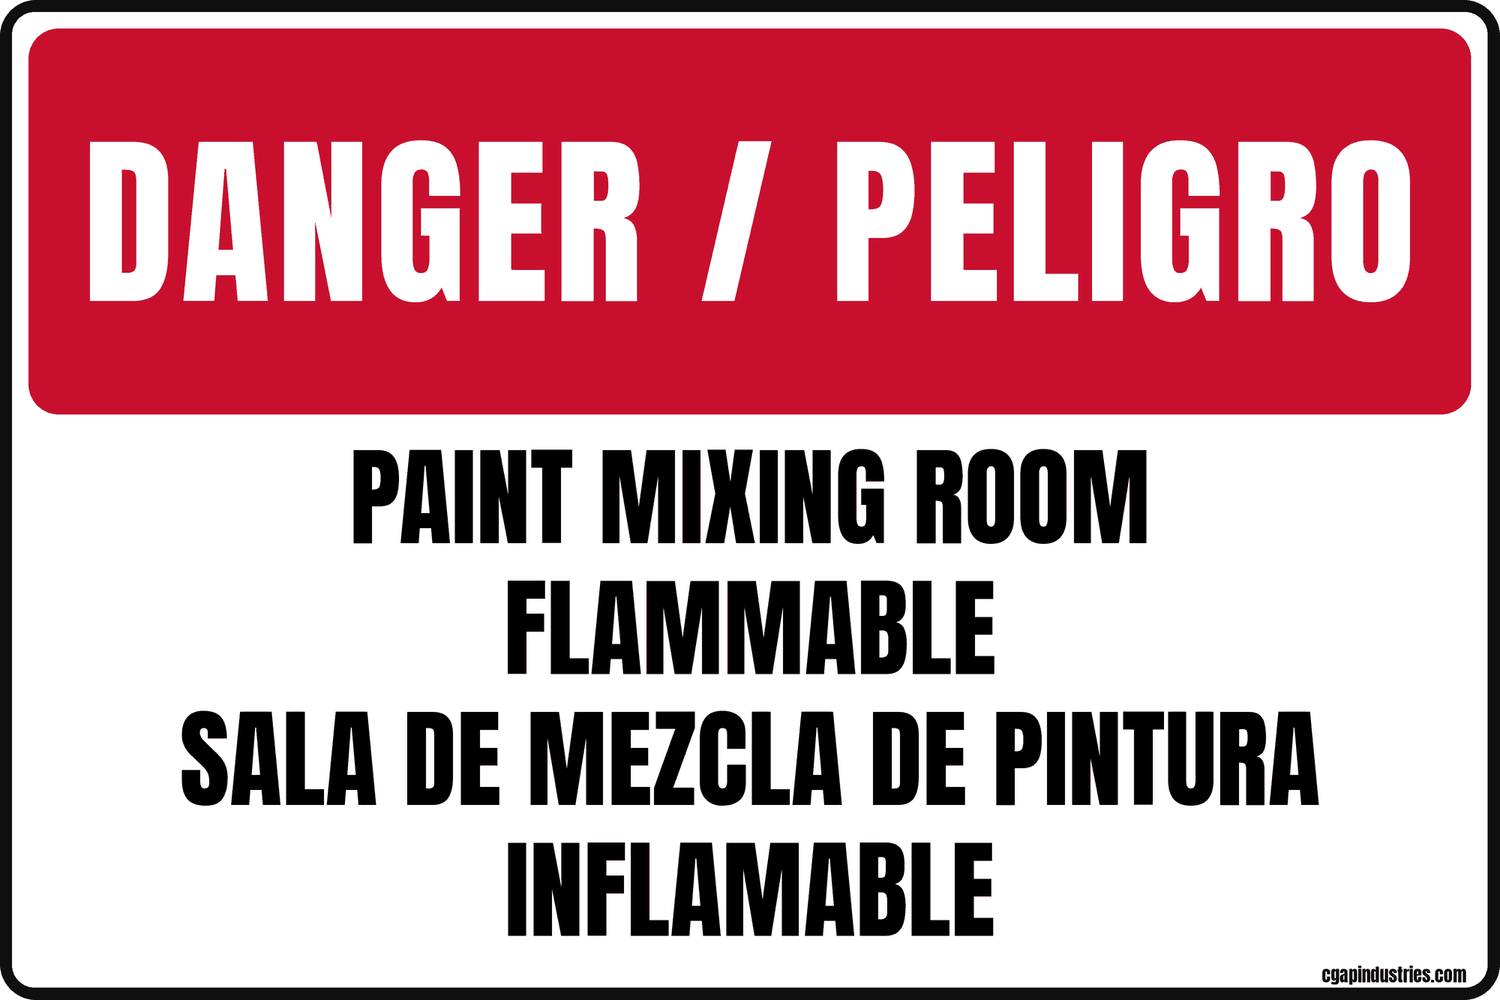 DANGER / PELIGRO
PAINT MIXING ROOM
FLAMMABLE
SALA DE MEZCLA DE PINTURA
INFLAMABLE
cgapindustries.com